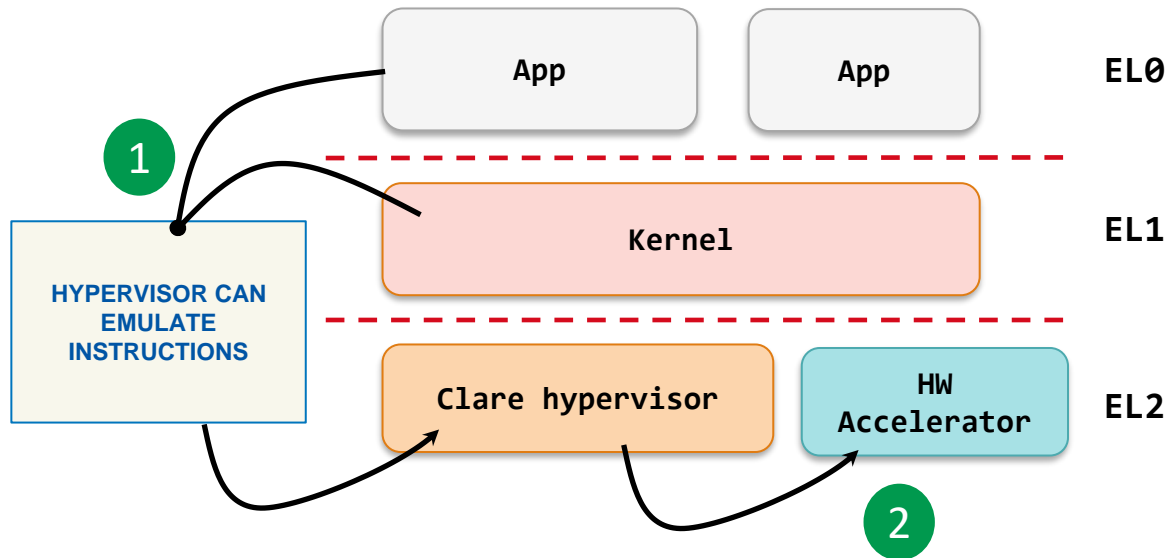 App
App
EL0
1
Kernel
EL1
HYPERVISOR CAN
EMULATE
INSTRUCTIONS
Clare hypervisor
HW
Accelerator
EL2
2